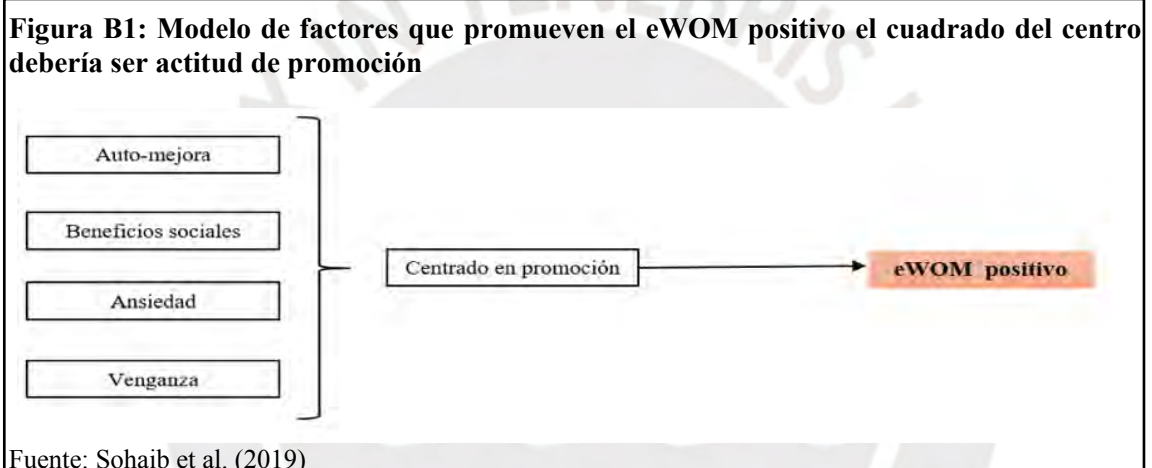 Figura B1: Modelo de factores que promueven el eWOM positivo el cuadrado del centro
debería ser actitud de promoción
Auto-mejora
Beneficios sociales
Centrado en promoción
eWOM positivo
Ansiedad
Venganza
Fuente: Sohaib et al. (2019)